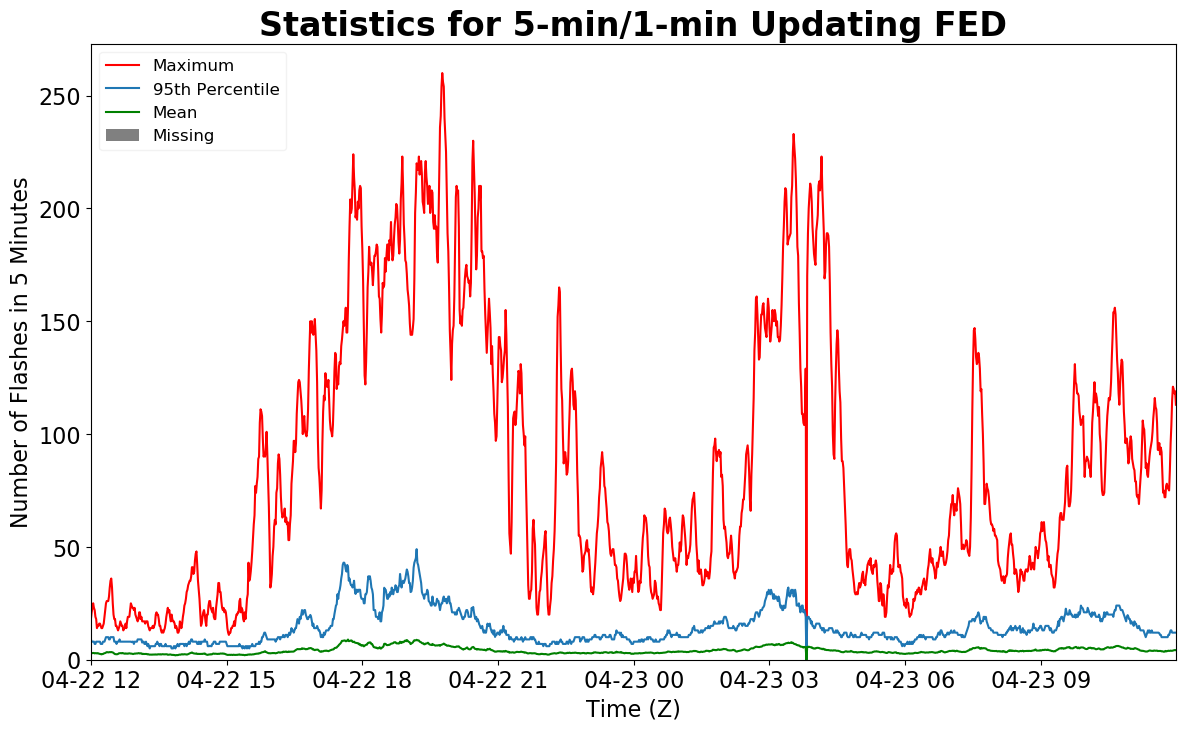 Statistics for 5-min/1-min Updating FED
Number of Flashes in 5 Minutes
Maximum
95th Percentile
Mean
Missing
250
200
150
100
50
0
04-22 12
04-22 15
04-22 18
04-22 21
04-23 00
04-23 03
04-23 06
04-23 09
Time (Z)